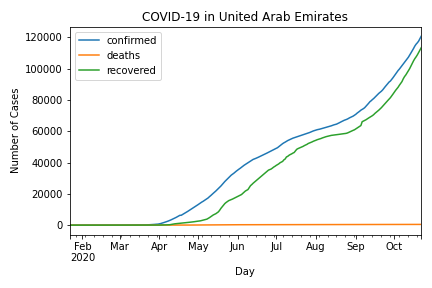 COVID-19 in United Arab Emirates
confirmed
deaths
recovered
120000
100000
80000
60000
40000
20000
0
Number of Cases
Feb Mar Apr May Jun Jul Aug Sep Oct
2020
Day